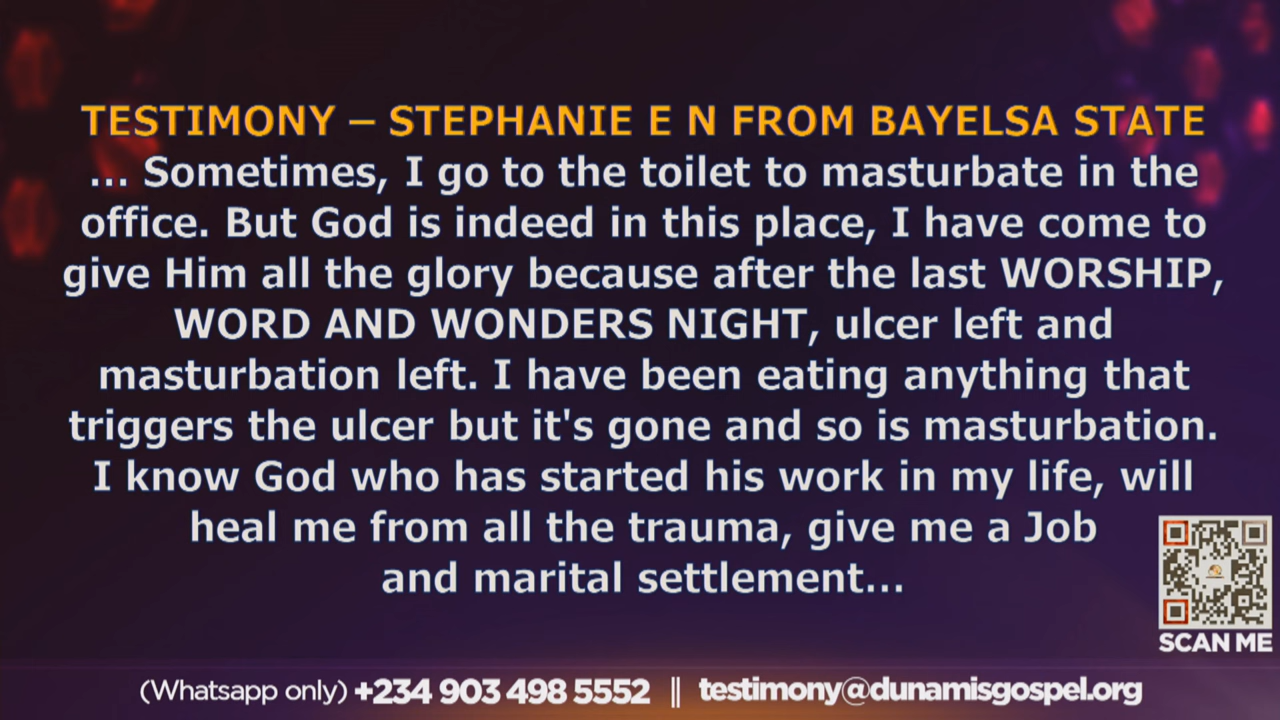 TESTIMONY – STEPHANIE E N FROM BAYELSA STATE
... Sometimes, I go to the toilet to masturbate in the
office. But God is indeed in this place, I have come to
give Him all the glory because after the last WORSHIP,
WORD AND WONDERS NIGHT, ulcer left and
masturbation left. I have been eating anything that
triggers the ulcer but it's gone and so is masturbation.
I know God who has started his work in my life, will
heal me from all the trauma, give me a Job
and marital settlement...
SCAN ME
(Whatsapp only) +234 903 498 5552 || testimony@dunamisgospel.org